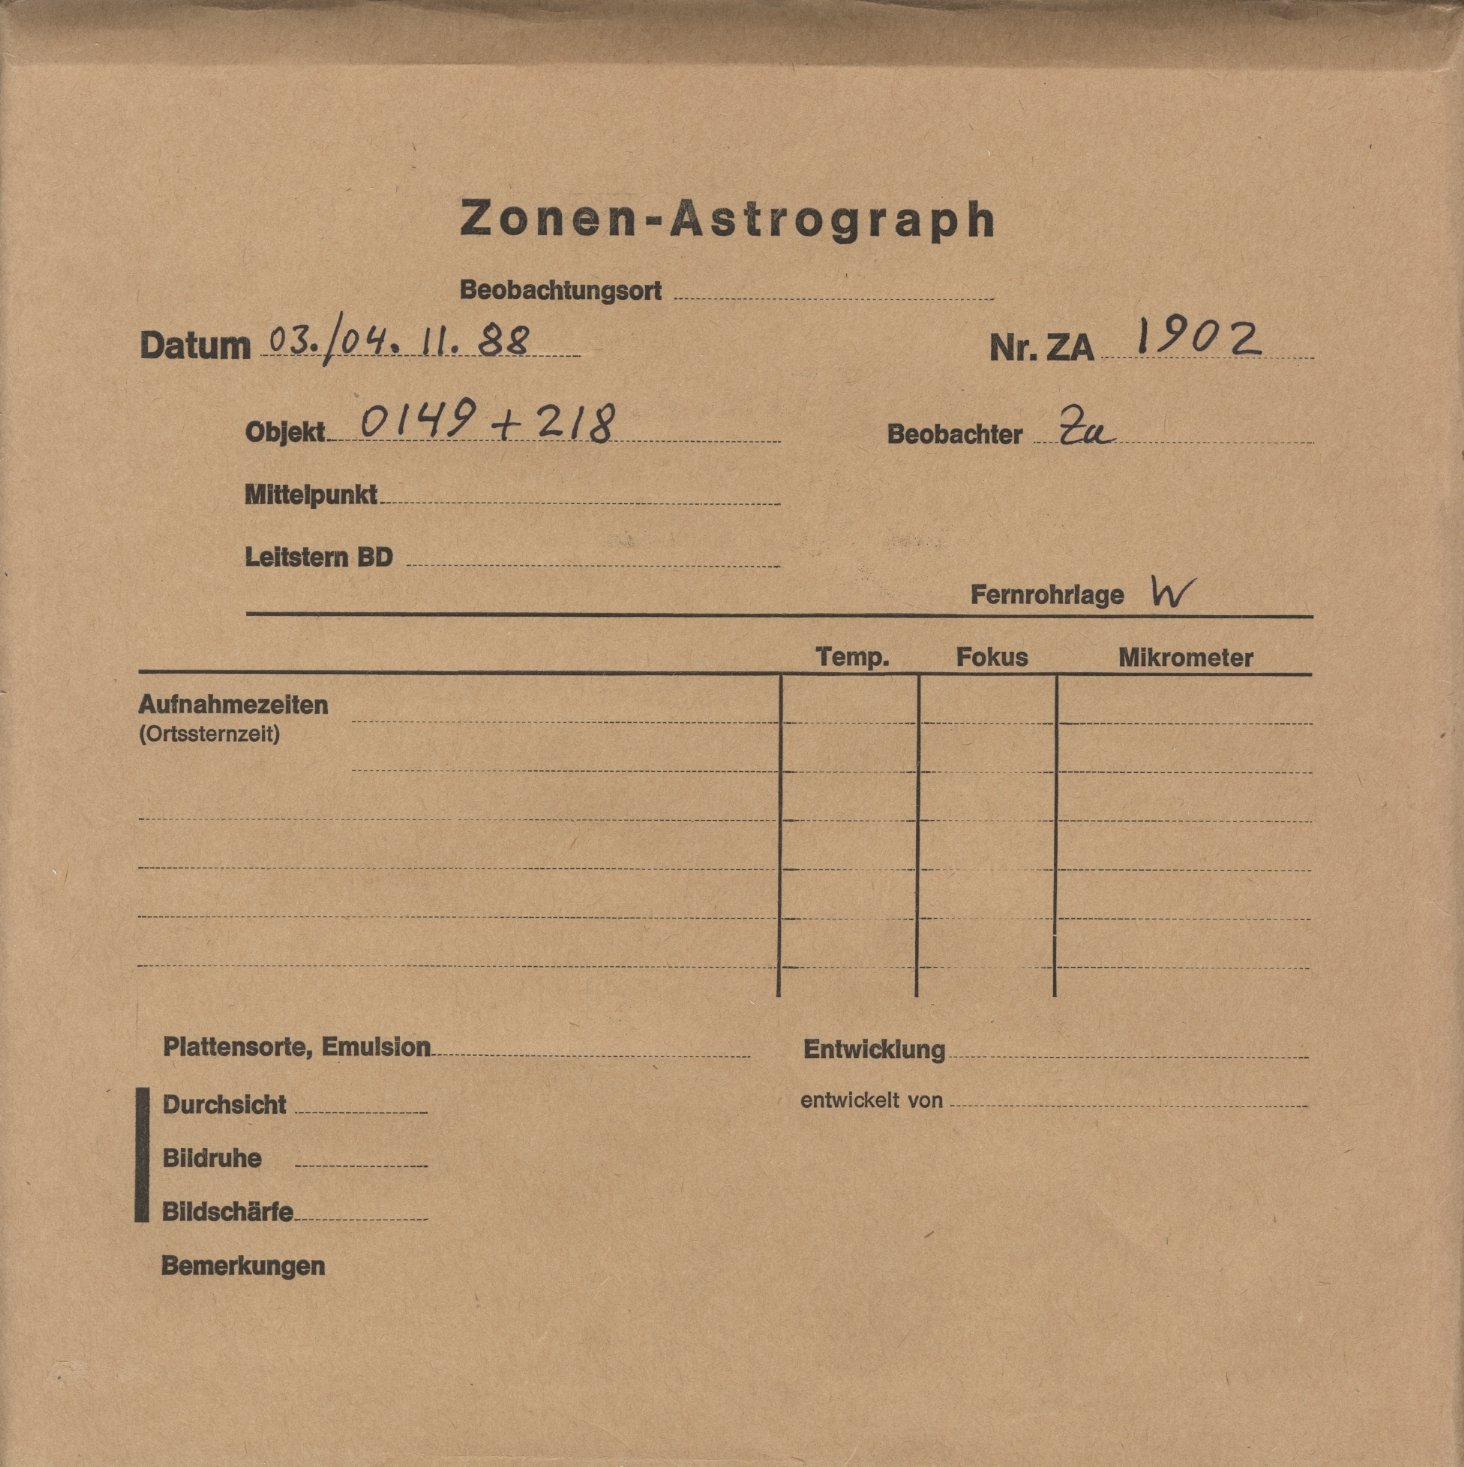 Zonen-Astrograph
Beobachtungsort
Datum 03./04. 11. 88 Nr. ZA 1902
Objekt 0149 + 218 Beobachter Za
Mittelpunkt
Leitstern BD
Fernrohrlage W
Temp. Fokus Mikrometer
Aufnahmezeiten
(Ortssternzeit)
Plattensorte, Emulsion Entwicklung
Durchsicht entwickelt von
Bildruhe
Bildschärfe
Bemerkungen